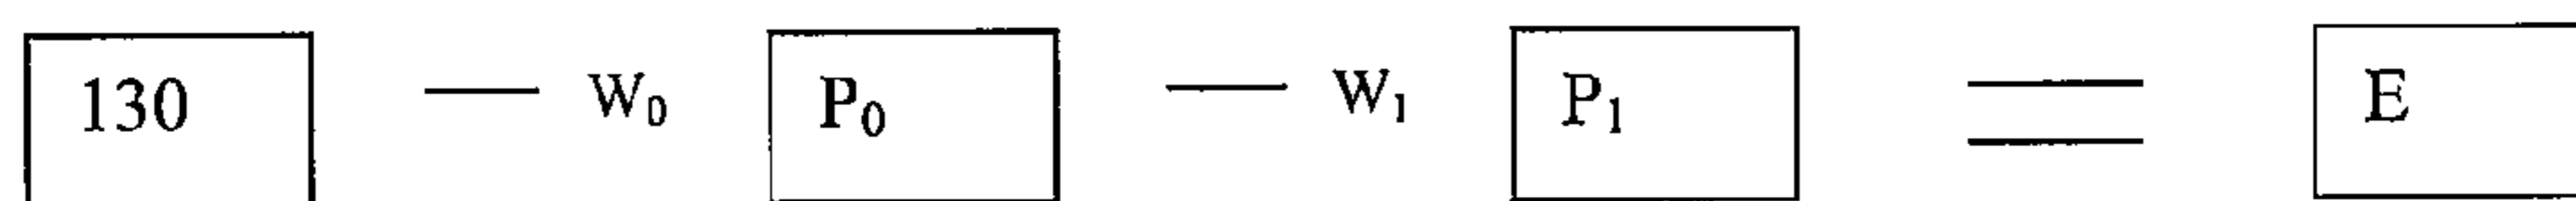 130 — W₀ P₀ — W₁ P₁ = E